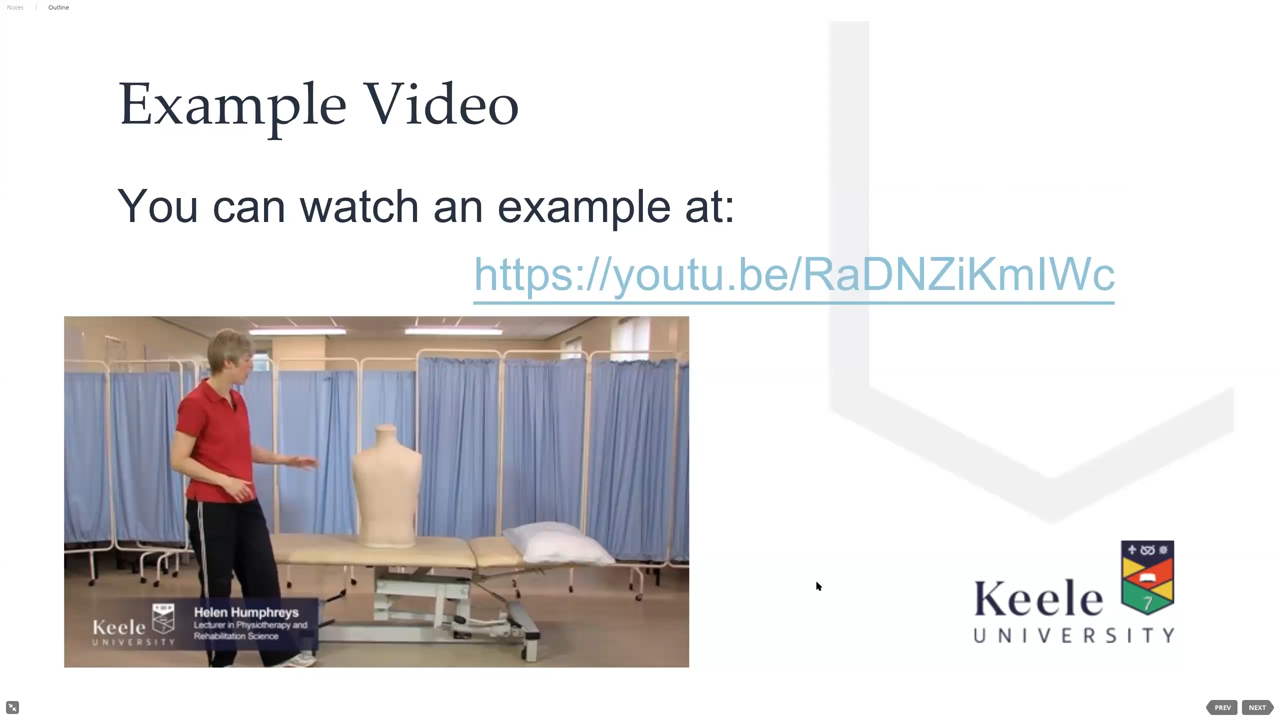 Notes
Outline
Example Video
You can watch an example at:
https://youtu.be/RaDNZiKmIWc
Keele
UNIVERSITY
Helen Humphreys
Lecturer in Physiotherapy and
Rehabilitation Science
Keele
UNIVERSITY
PREV
NEXT